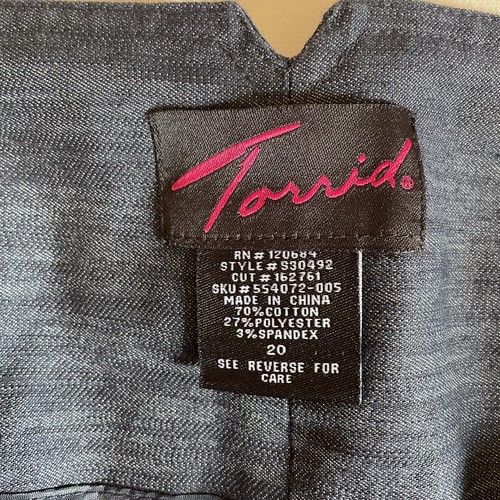 Torrid®
RN# 120684
STYLE# S30492
CUT# 162761
SKU# 554072-005
MADE IN CHINA
70%COTTON
27%POLYESTER
3%SPANDEX
20
SEE REVERSE FOR
CARE